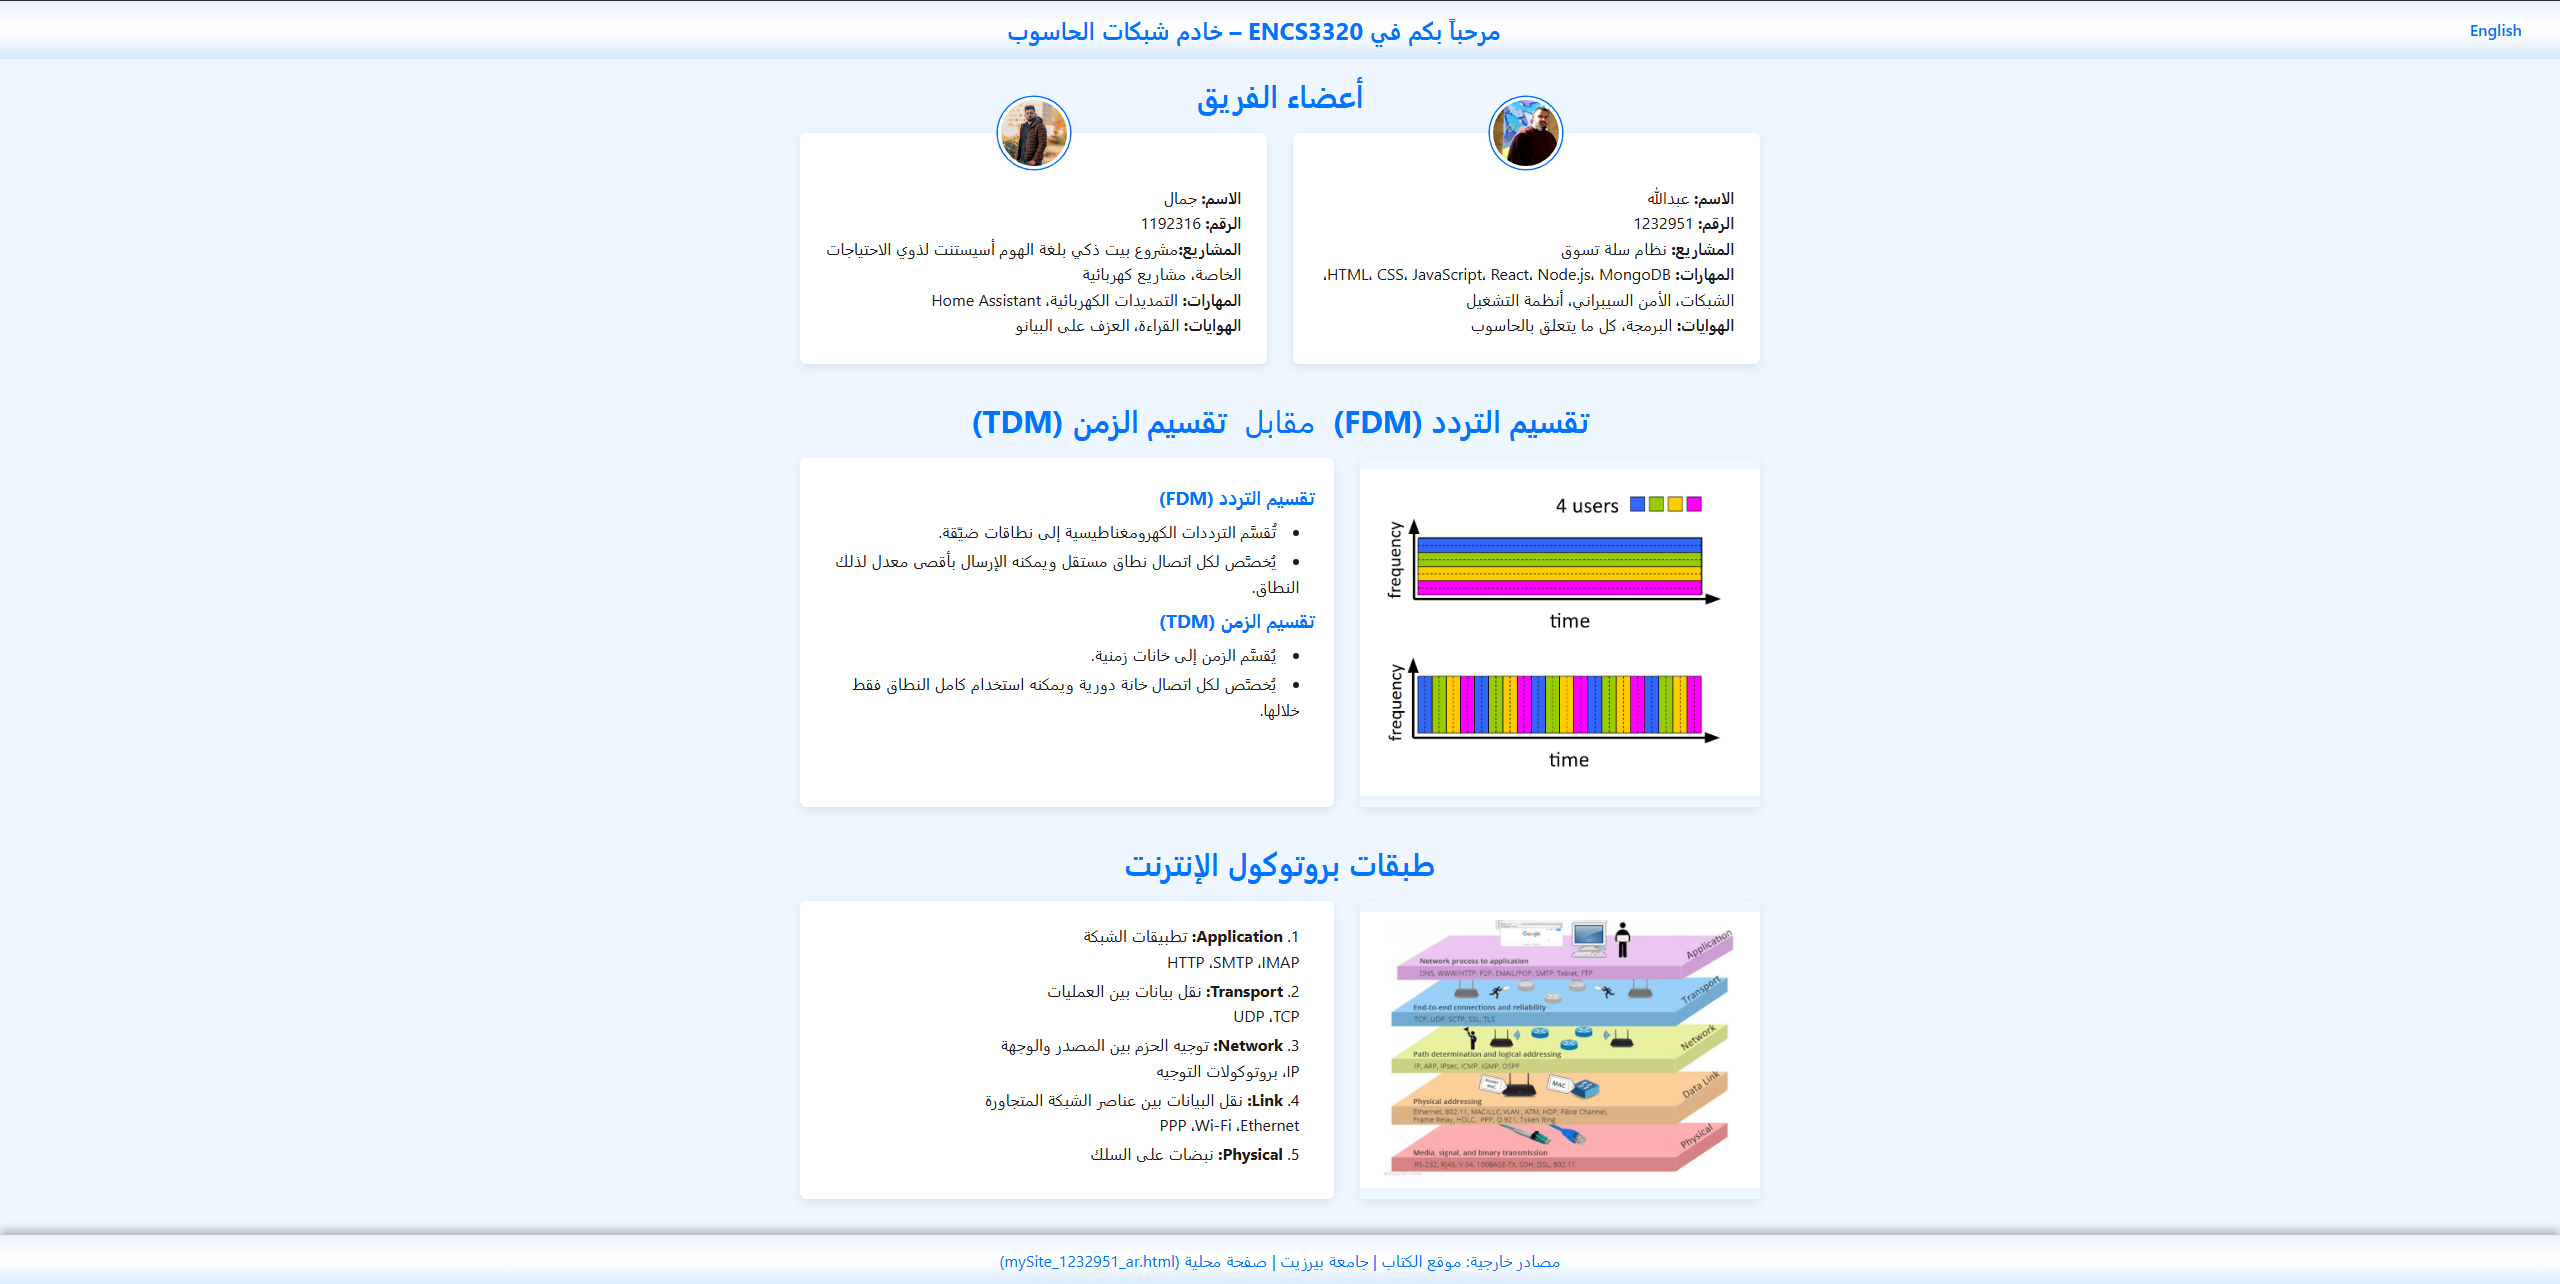 English
مرحباً بكم في ENCS3320 – خادم شبكات الحاسوب
أعضاء الفريق
الاسم: عبدالله
الرقم: 1232951
المشاريع: نظام سلة تسوق
المهارات: HTML، CSS، JavaScript، React، Node.js، MongoDB،
الشبكات، الأمن السيبراني، أنظمة التشغيل
الهوايات: البرمجة، كل ما يتعلق بالحاسوب
الاسم: جمال
الرقم: 1192316
المشاريع:مشروع بيت ذكي بلغة الهوم أسيستنت لذوي الاحتياجات
الخاصة، مشاريع كهربائية
المهارات: التمديدات الكهربائية، Home Assistant
الهوايات: القراءة، العزف على البيانو
تقسيم التردد (FDM) مقابل تقسيم الزمن (TDM)
4 users
frequency
time
frequency
time
تقسيم التردد (FDM)
• تُقسَّم الترددات الكهرومغناطيسية إلى نطاقات ضيّقة.
• يُخصَّص لكل اتصال نطاق مستقل ويمكنه الإرسال بأقصى معدل لذلك
النطاق.
تقسيم الزمن (TDM)
• يُقسَّم الزمن إلى خانات زمنية.
• يُخصَّص لكل اتصال خانة دورية ويمكنه استخدام كامل النطاق فقط
خلالها.
طبقات بروتوكول الإنترنت
Google
Application
Network process to application
DNS, WWW/HTTP, P2P, EMAIL/POP, SMTP, Telnet, FTP
Transport
End-to-end connections and reliability
TCP, UDP, SCTP, SSL, TLS
Network
Path determination and logical addressing
IP, ARP, IPsec, ICMP, IGMP, OSPF
Data Link
MAC
Physical addressing
Ethernet, 802.11, MAC/LLC, VLAN , ATM, HDP, Fibre Channel,
Frame Relay, HDLC, PPP, Q.921, Token Ring
Physical
Media, signal, and binary transmission
RS-232, RJ45, V.34, 100BASE-TX, SDH, DSL, 802.11
1. Application: تطبيقات الشبكة
HTTP ،SMTP ،IMAP
2. Transport: نقل بيانات بين العمليات
UDP ،TCP
3. Network: توجيه الحزم بين المصدر والوجهة
IP، بروتوكولات التوجيه
4. Link: نقل البيانات بين عناصر الشبكة المتجاورة
PPP ،Wi-Fi ،Ethernet
5. Physical: نبضات على السلك
مصادر خارجية: موقع الكتاب | جامعة بيرزيت | صفحة محلية (mySite_1232951_ar.html)